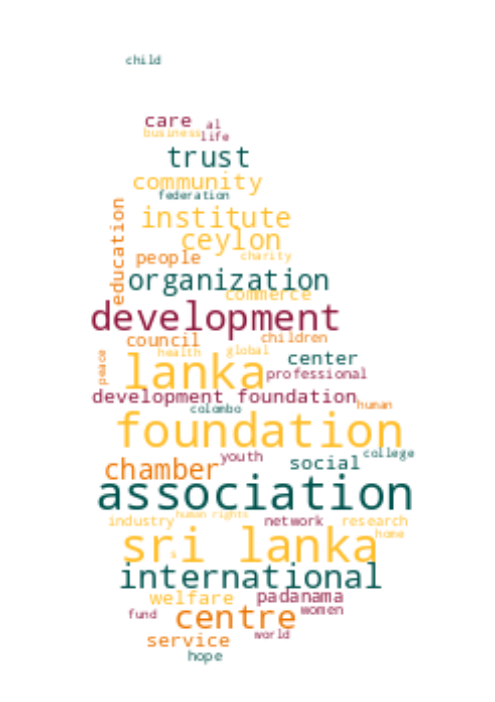 child
care
al
business
life
trust
community
federation
education
institute
ceylon
people
charity
organization
commerce
development
council
children
peace
health
global
center
lanka
professional
development foundation
colombo
human
foundation
youth
college
chamber
social
association
industry
human rights
network
research
sri lanka
home
s
international
welfare
padanama
fund
centre
women
service
world
hope